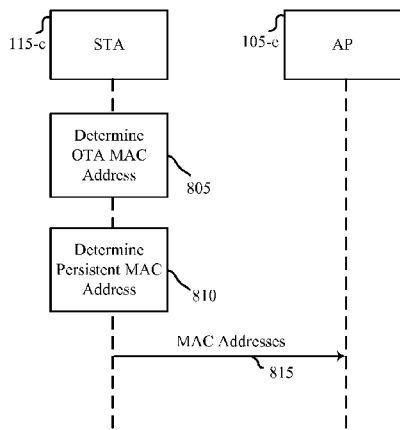 STA
115-c
AP
105-c
Determine
OTA MAC
Address
805
Determine
Persistent MAC
Address
810
MAC Addresses
815